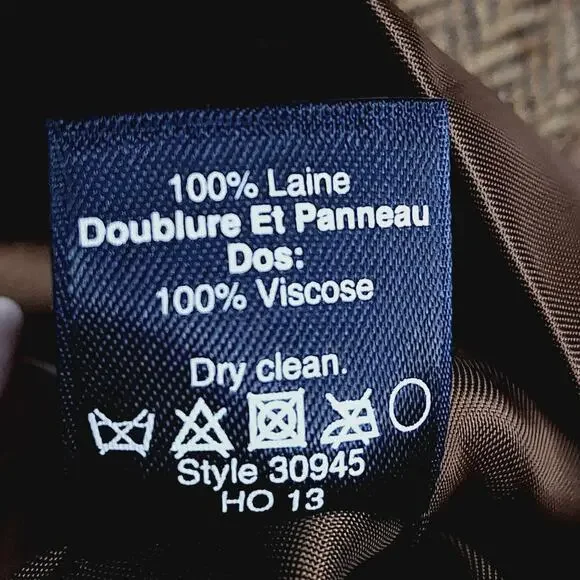 100% Laine
Doublure Et Panneau
Dos:
100% Viscose
Dry clean.
Style 30945
HO 13